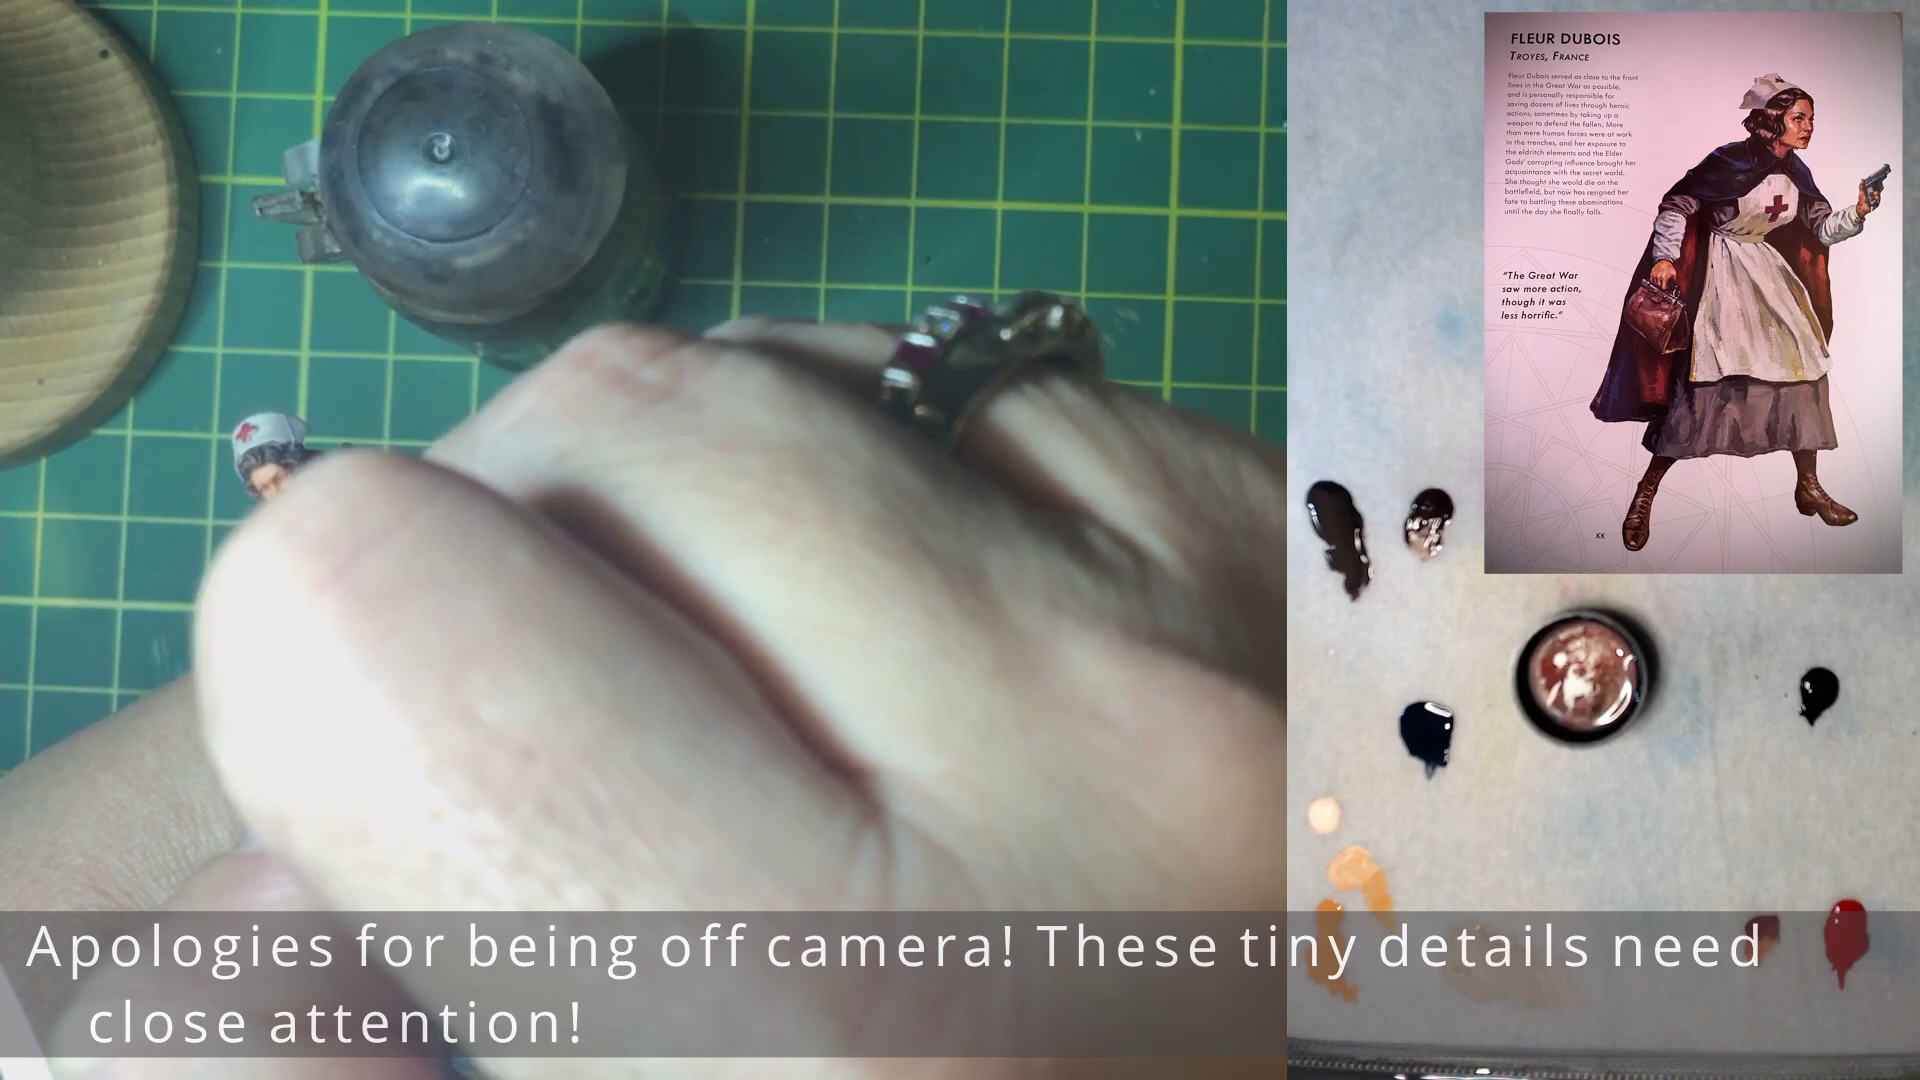 FLEUR DUBOIS
TROYES, FRANCE
Fleur Dubois served as close to the front
lines in the Great War as possible,
and is personally responsible for
saving dozens of lives through heroic
actions, sometimes by taking up a
weapon to defend the fallen. More
than mere human forces were at work
in the trenches, and her exposure to
the eldritch elements and the Elder
Gods' corrupting influence brought her
acquaintance with the secret world.
She thought she would die on the
battlefield, but now has resigned her
fate to battling these abominations
until the day she finally falls.
"The Great War
saw more action,
though it was
less horrific."
KK
Apologies for being off camera! These tiny details need
close attention!